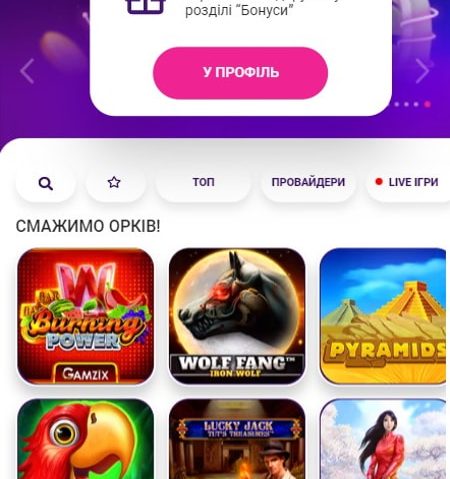 розділі “Бонуси”
У ПРОФІЛЬ
ТОП
ПРОВАЙДЕРИ
LIVE ІГРИ
СМАЖИМО ОРКІВ!
Burning
POWER
GAMZIX
WOLF FANG™
IRON WOLF
PYRAMIDS
LUCKY JACK
TUT'S TREASURES™